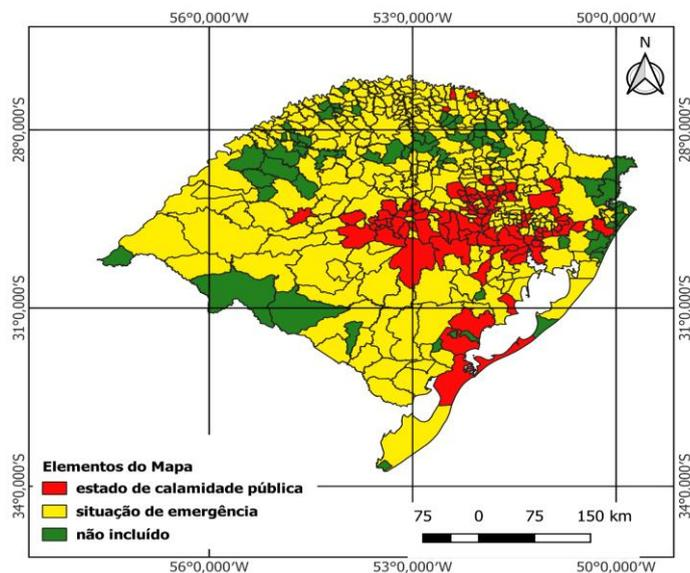 56°0,000'W 53°0,000'W 50°0,000'W
N
28°0,000'S 28°0,000'S
31°0,000'S 31°0,000'S
Elementos do Mapa
estado de calamidade pública
situação de emergência
não incluído
75 0 75 150 km
34°0,000'S 34°0,000'S
56°0,000'W 53°0,000'W 50°0,000'W